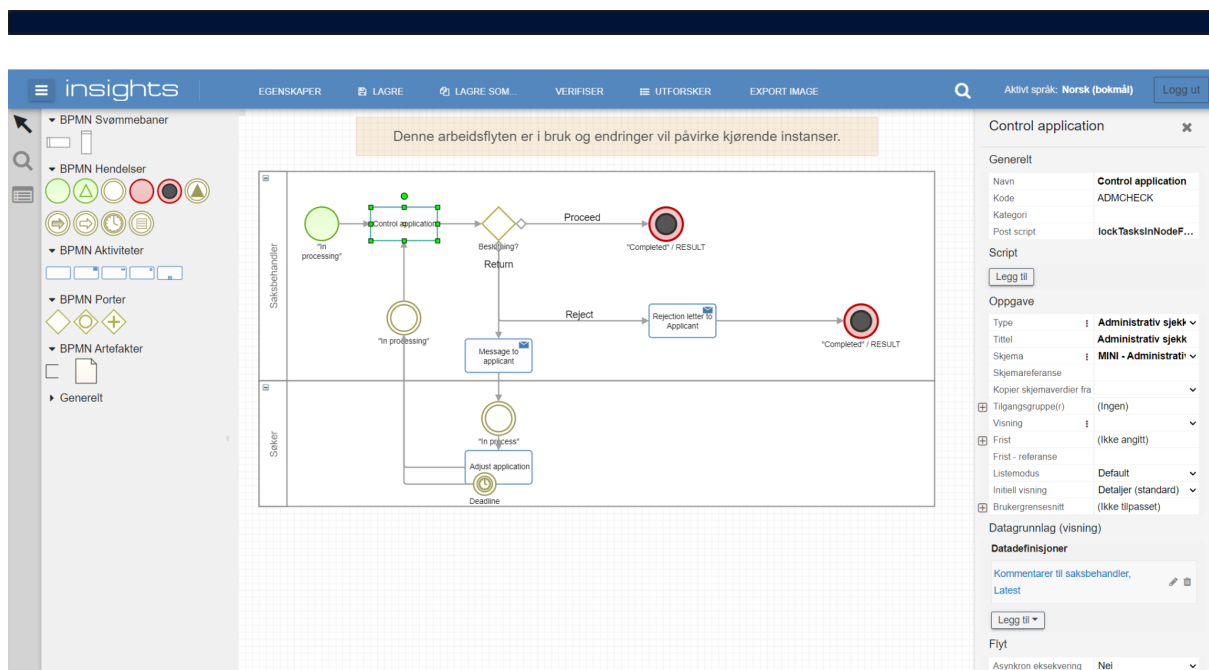 insights
EGENSKAPER
LAGRE
LAGRE SOM...
VERIFISER
UTFORSKER
EXPORT IMAGE
Aktivt språk: Norsk (bokmål)
Logg ut
BPMN Svømmebaner
BPMN Hendelser
BPMN Aktiviteter
BPMN Porter
BPMN Artefakter
Generelt
Denne arbeidsflyten er i bruk og endringer vil påvirke kjørende instanser.
Saksbehandler
"In
processing"
Control application
Beslutning?
Proceed
"Completed" / RESULT
Return
Reject
Rejection letter to
Applicant
"Completed" / RESULT
"In processing"
Message to
applicant
Søker
"In process"
Adjust application
Deadline
Control application
Generelt
Navn Control application
Kode ADMCHECK
Kategori
Post script lockTasksInNodeF...
Script
Legg til
Oppgave
Type Administrativ sjekk
Tittel Administrativ sjekk
Skjema MINI - Administrativ
Skjemareferanse
Kopier skjemaverdier fra
Tilgangsgruppe(r) (Ingen)
Visning
Frist (Ikke angitt)
Frist - referanse
Listemodus Default
Initiell visning Detaljer (standard)
Brukergrensesnitt (Ikke tilpasset)
Datagrunnlag (visning)
Datadefinisjoner
Kommentarer til saksbehandler,
Latest
Legg til
Flyt
Asynkron eksekvering Nei